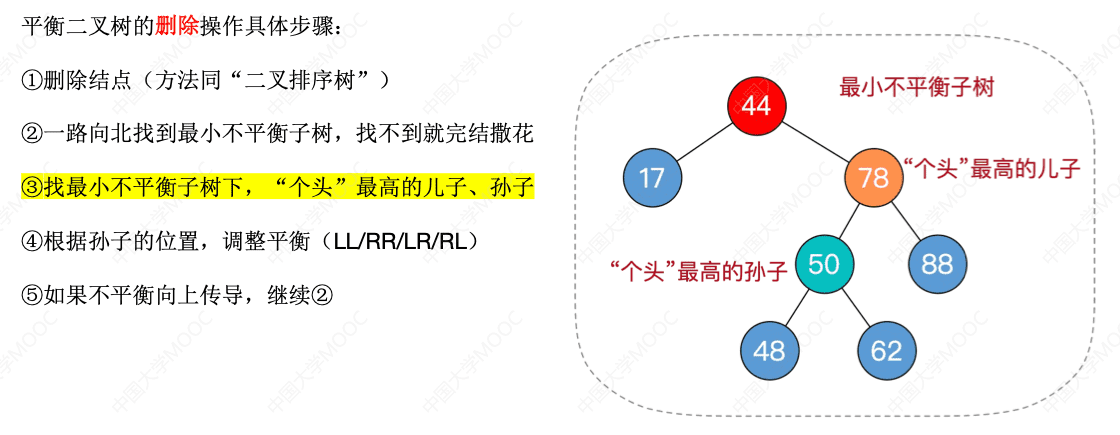 平衡二叉树的删除操作具体步骤：
①删除结点（方法同“二叉排序树”）
②一路向北找到最小不平衡子树，找不到就完结撒花
③找最小不平衡子树下，“个头”最高的儿子、孙子
④根据孙子的位置，调整平衡（LL/RR/LR/RL）
⑤如果不平衡向上传导，继续②
最小不平衡子树
44
17
78
“个头”最高的儿子
“个头”最高的孙子
50
88
48
62
中国大学MOOC